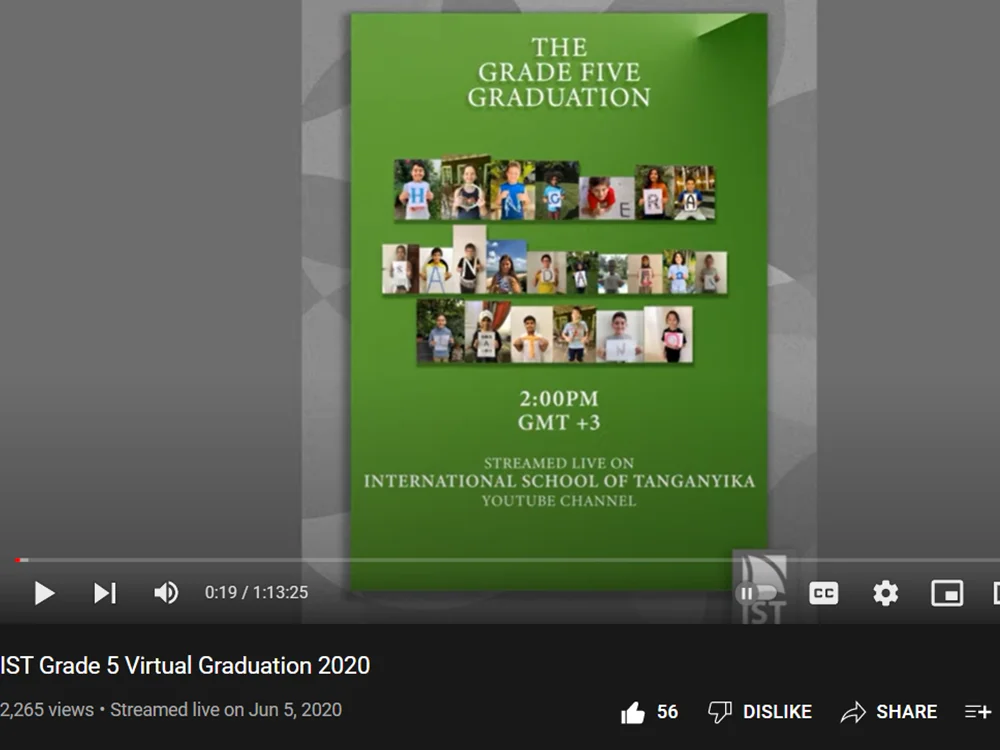 THE
GRADE FIVE
GRADUATION
H N G E R A
A N D A
T N O
2:00PM
GMT +3
STREAMED LIVE ON
INTERNATIONAL SCHOOL OF TANGANYIKA
YOUTUBE CHANNEL
IST
0:19 / 1:13:25
CC
IST Grade 5 Virtual Graduation 2020
2,265 views • Streamed live on Jun 5, 2020
56
DISLIKE
SHARE